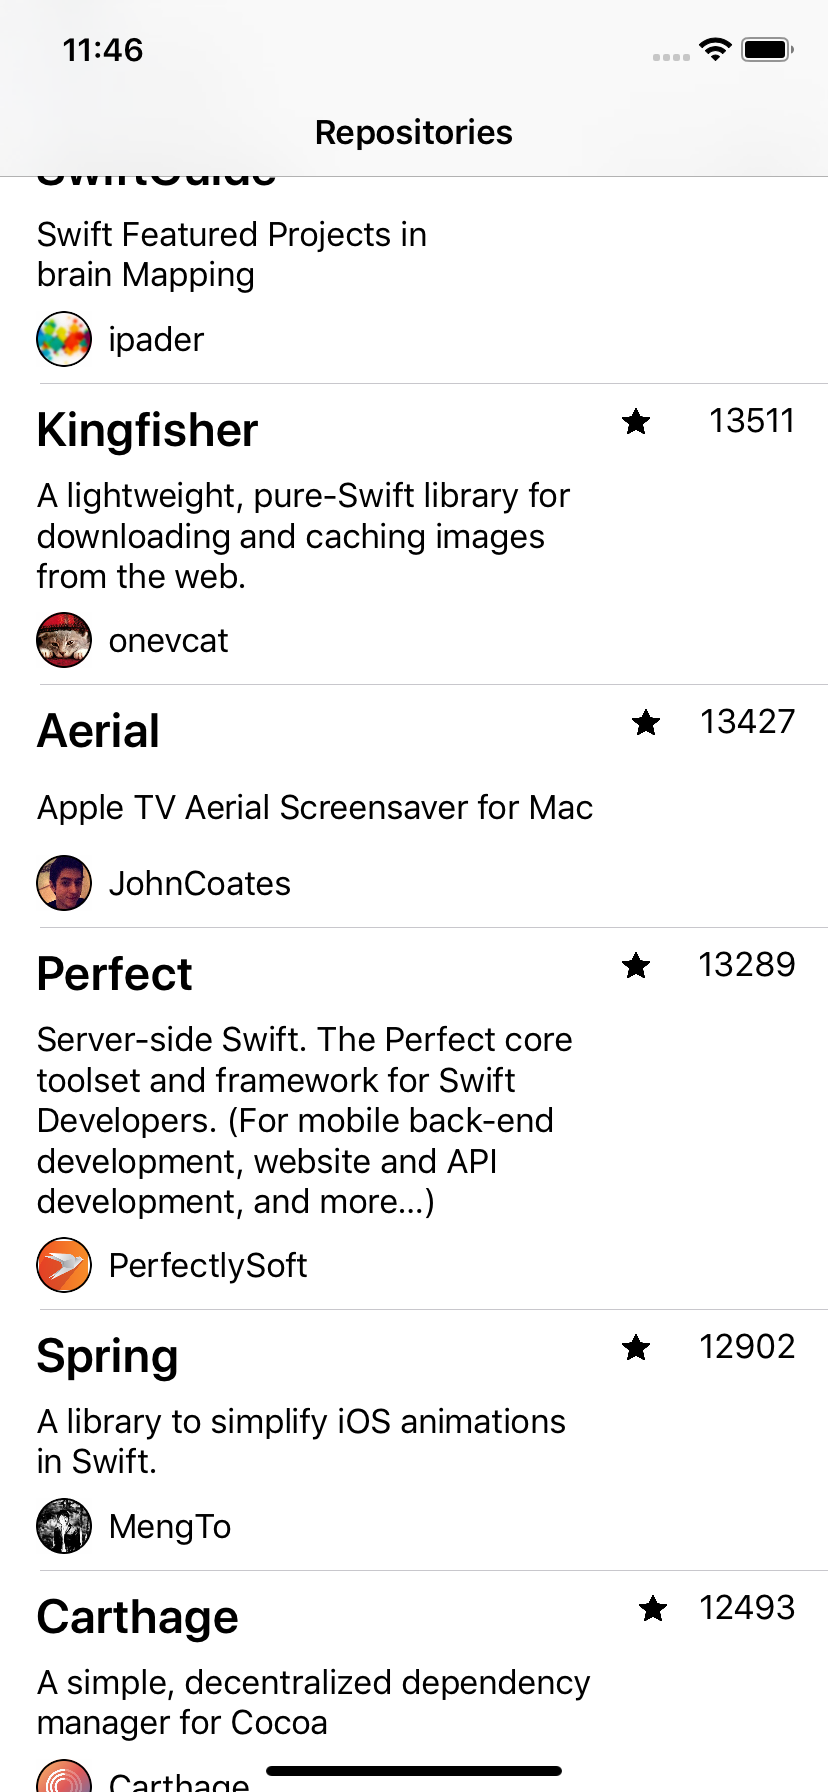 11:46
Repositories
SwiftGuide
Swift Featured Projects in
brain Mapping
ipader
Kingfisher
13511
A lightweight, pure-Swift library for
downloading and caching images
from the web.
onevcat
Aerial
13427
Apple TV Aerial Screensaver for Mac
JohnCoates
Perfect
13289
Server-side Swift. The Perfect core
toolset and framework for Swift
Developers. (For mobile back-end
development, website and API
development, and more...)
PerfectlySoft
Spring
12902
A library to simplify iOS animations
in Swift.
MengTo
Carthage
12493
A simple, decentralized dependency
manager for Cocoa
Carthage